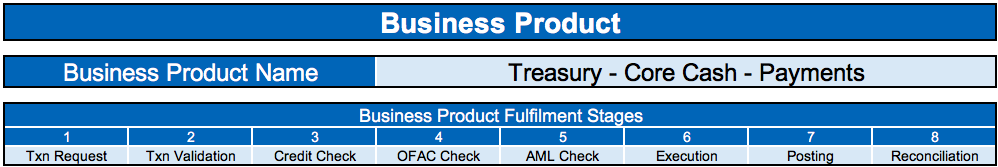 Business Product
Business Product Name Treasury - Core Cash - Payments
Business Product Fulfilment Stages
1 2 3 4 5 6 7 8
Txn Request Txn Validation Credit Check OFAC Check AML Check Execution Posting Reconciliation